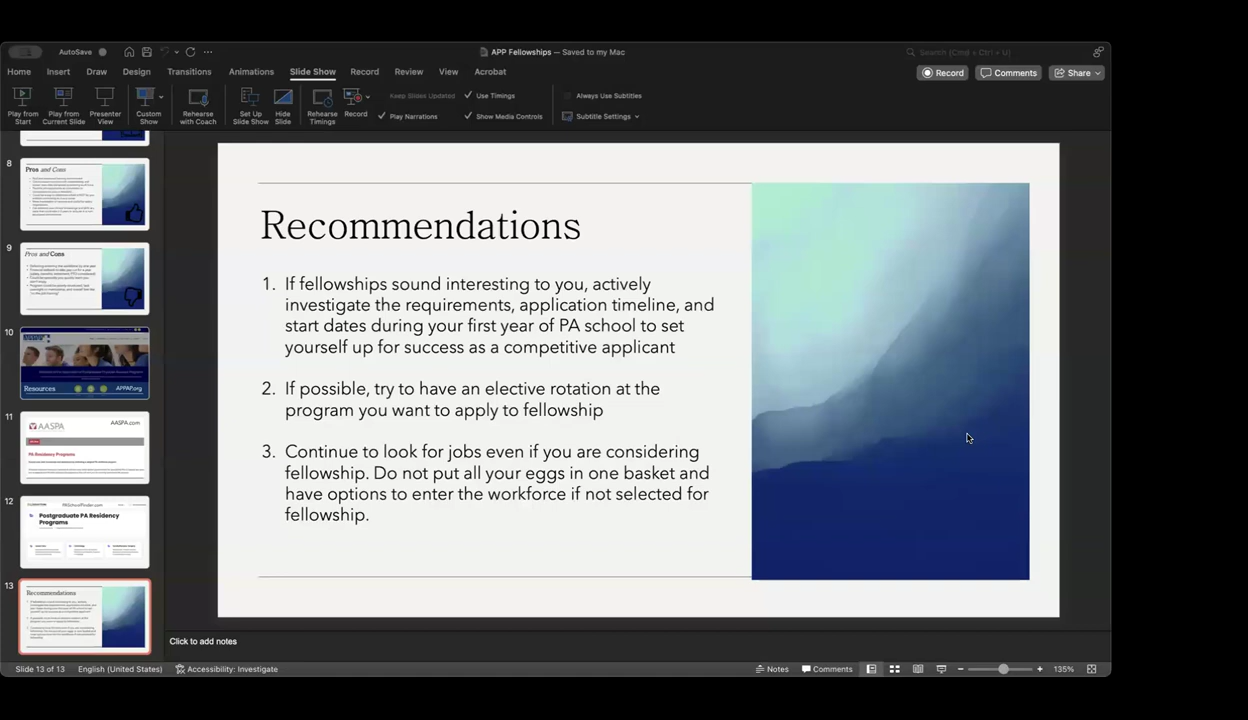 AutoSave
APP Fellowships — Saved to my Mac
Search (Cmd + Ctrl + U)
Home Insert Draw Design Transitions Animations Slide Show Record Review View Acrobat
Record Comments Share
Play from Start
Play from Current Slide
Presenter View
Custom Show
Rehearse with Coach
Set Up Slide Show
Hide Slide
Rehearse Timings
Record
Keep Slides Updated
Use Timings
Play Narrations
Show Media Controls
Always Use Subtitles
Subtitle Settings
8
Pros and Cons
9
Pros and Cons
10
Resources
APPAP.org
11
AASPA
AASPA.com
PA Residency Programs
12
PASchoolFinder.com
Postgraduate PA Residency
Programs
13
Recommendations
Recommendations
1. If fellowships sound interesting to you, actively
investigate the requirements, application timeline, and
start dates during your first year of PA school to set
yourself up for success as a competitive applicant
2. If possible, try to have an elective rotation at the
program you want to apply to fellowship
3. Continue to look for jobs even if you are considering
fellowship. Do not put all your eggs in one basket and
have options to enter the workforce if not selected for
fellowship.
Click to add notes
Slide 13 of 13 English (United States) Accessibility: Investigate
Notes Comments 135%